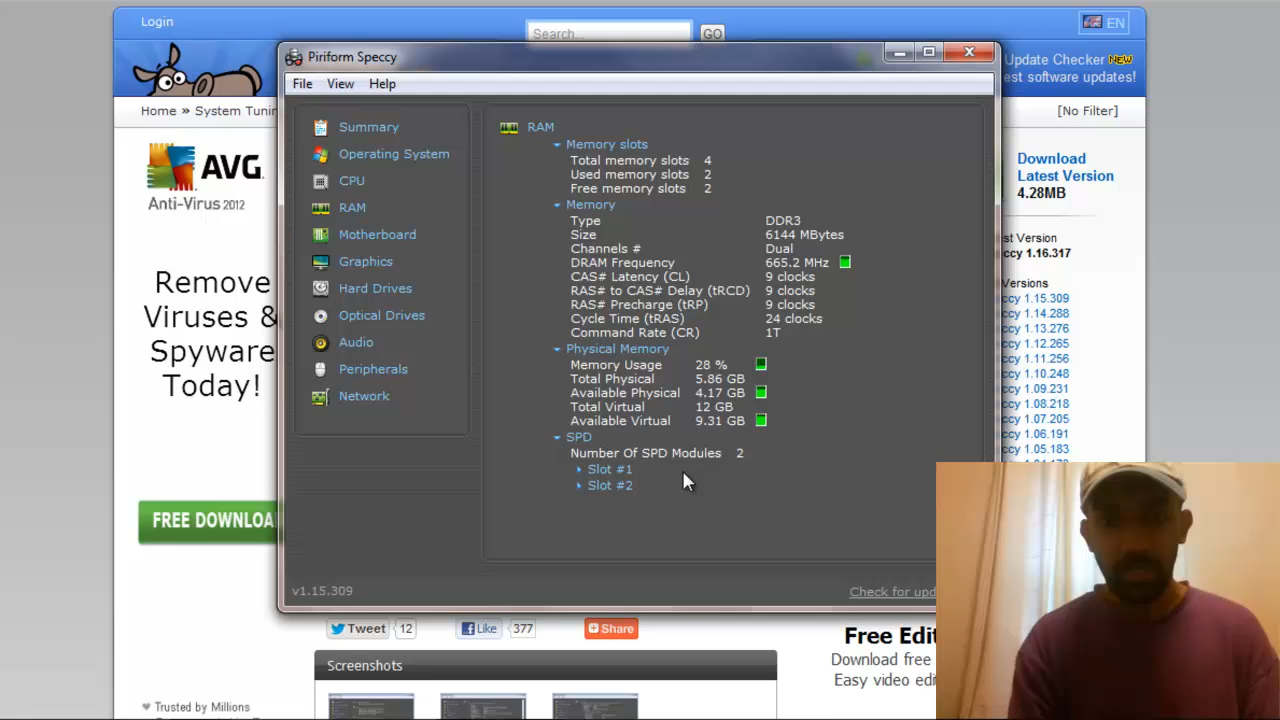 Login
Search...
GO
EN
Piriform Speccy
Update Checker NEW
est software updates!
File View Help
Home » System Tunin
[No Filter]
AVG
Anti-Virus 2012
Remove
Viruses &
Spyware
Today!
FREE DOWNLOA
Trusted by Millions
Summary
Operating System
CPU
RAM
Motherboard
Graphics
Hard Drives
Optical Drives
Audio
Peripherals
Network
RAM
Memory slots
Total memory slots 4
Used memory slots 2
Free memory slots 2
Memory
Type DDR3
Size 6144 MBytes
Channels # Dual
DRAM Frequency 665.2 MHz
CAS# Latency (CL) 9 clocks
RAS# to CAS# Delay (tRCD) 9 clocks
RAS# Precharge (tRP) 9 clocks
Cycle Time (tRAS) 24 clocks
Command Rate (CR) 1T
Physical Memory
Memory Usage 28 %
Total Physical 5.86 GB
Available Physical 4.17 GB
Total Virtual 12 GB
Available Virtual 9.31 GB
SPD
Number Of SPD Modules 2
Slot #1
Slot #2
v1.15.309
Check for upd
Download
Latest Version
4.28MB
st Version
ccy 1.16.317
Versions
ccy 1.15.309
ccy 1.14.288
ccy 1.13.276
ccy 1.12.265
ccy 1.11.256
ccy 1.10.248
ccy 1.09.231
ccy 1.08.218
ccy 1.07.205
ccy 1.06.191
ccy 1.05.183
Tweet 12
Like 377
Share
Screenshots
Free Edi
Download free
Easy video edi